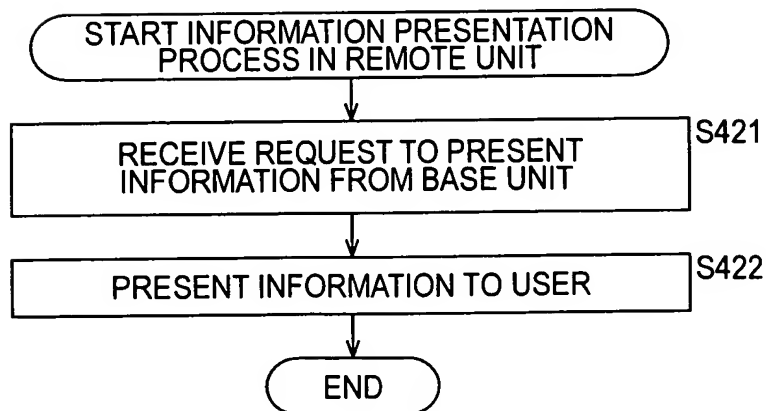 START INFORMATION PRESENTATION
PROCESS IN REMOTE UNIT
S421
RECEIVE REQUEST TO PRESENT
INFORMATION FROM BASE UNIT
S422
PRESENT INFORMATION TO USER
END